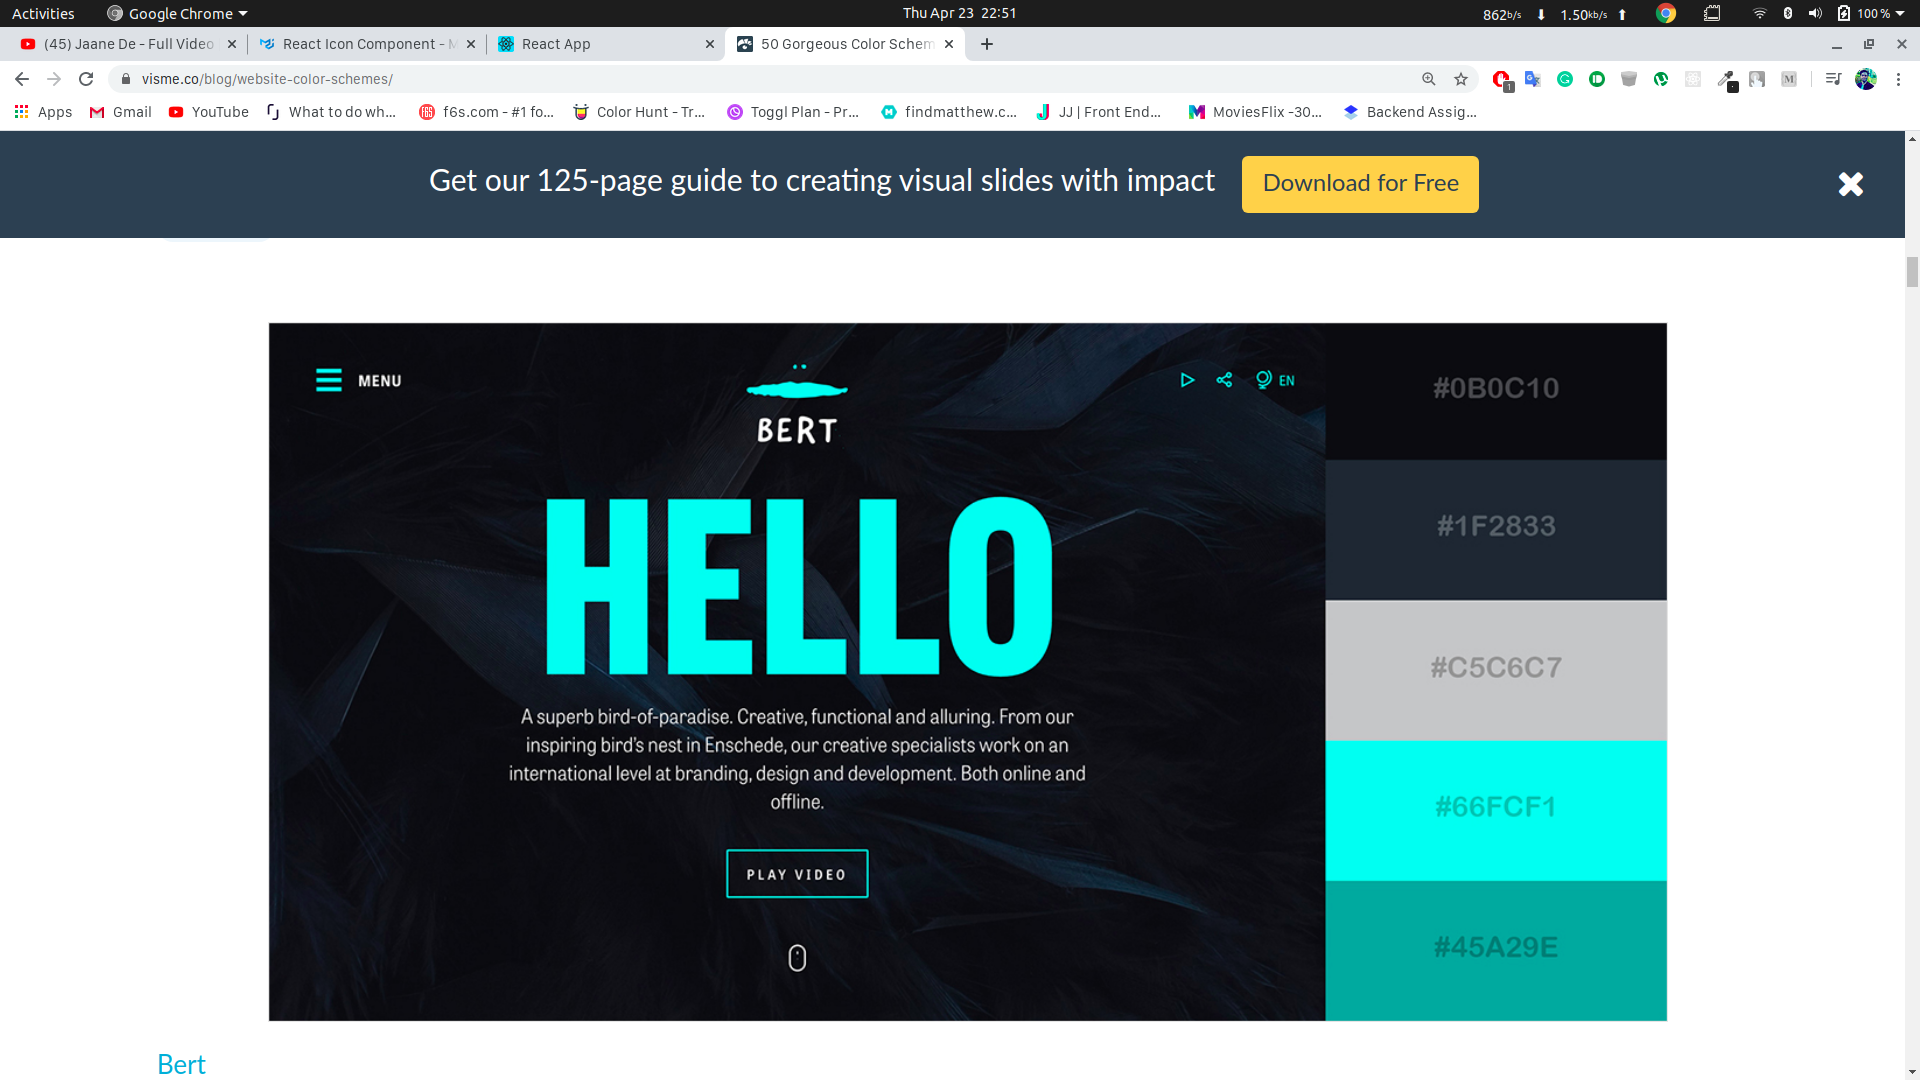 Activities
Google Chrome
Thu Apr 23 22:51
862b/s
1.50kb/s
100 %
(45) Jaane De - Full Video
React Icon Component - M
React App
50 Gorgeous Color Schem
visme.co/blog/website-color-schemes/
1
Apps
Gmail
YouTube
What to do wh...
f6s.com - #1 fo...
Color Hunt - Tr...
Toggl Plan - Pr...
findmatthew.c...
JJ | Front End...
MoviesFlix -30...
Backend Assig...
Get our 125-page guide to creating visual slides with impact
Download for Free
MENU
BERT
EN
HELLO
A superb bird-of-paradise. Creative, functional and alluring. From our
inspiring bird's nest in Enschede, our creative specialists work on an
international level at branding, design and development. Both online and
offline.
PLAY VIDEO
#0B0C10
#1F2833
#C5C6C7
#66FCF1
#45A29E
Bert